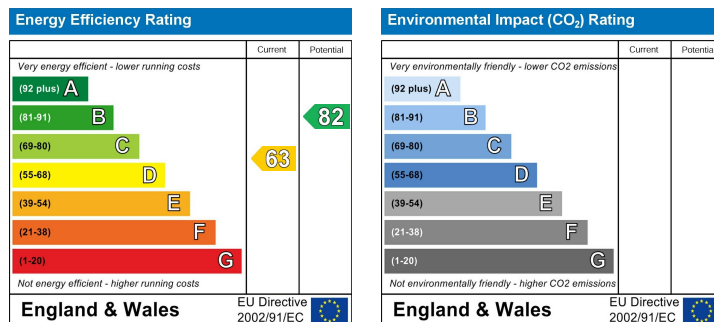 Energy Efficiency Rating
Current Potential
Very energy efficient - lower running costs
(92 plus) A
(81-91) B
82
(69-80) C
63
(55-68) D
(39-54) E
(21-38) F
(1-20) G
Not energy efficient - higher running costs
England & Wales
EU Directive
2002/91/EC
Environmental Impact (CO₂) Rating
Current Potential
Very environmentally friendly - lower CO2 emissions
(92 plus) A
(81-91) B
(69-80) C
(55-68) D
(39-54) E
(21-38) F
(1-20) G
Not environmentally friendly - higher CO2 emissions
England & Wales
EU Directive
2002/91/EC